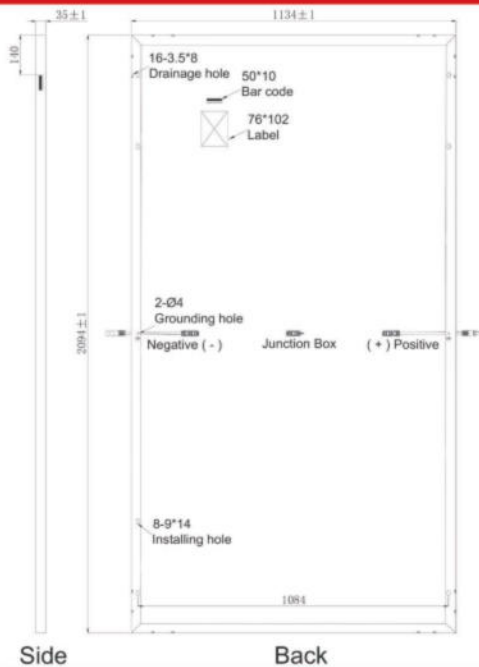 35±1
1134±1
140
16-3.5*8
Drainage hole
50*10
Bar code
76*102
Label
2094±1
2-Ø4
Grounding hole
Negative ( - )
Junction Box
( + ) Positive
8-9*14
Installing hole
1084
Side
Back